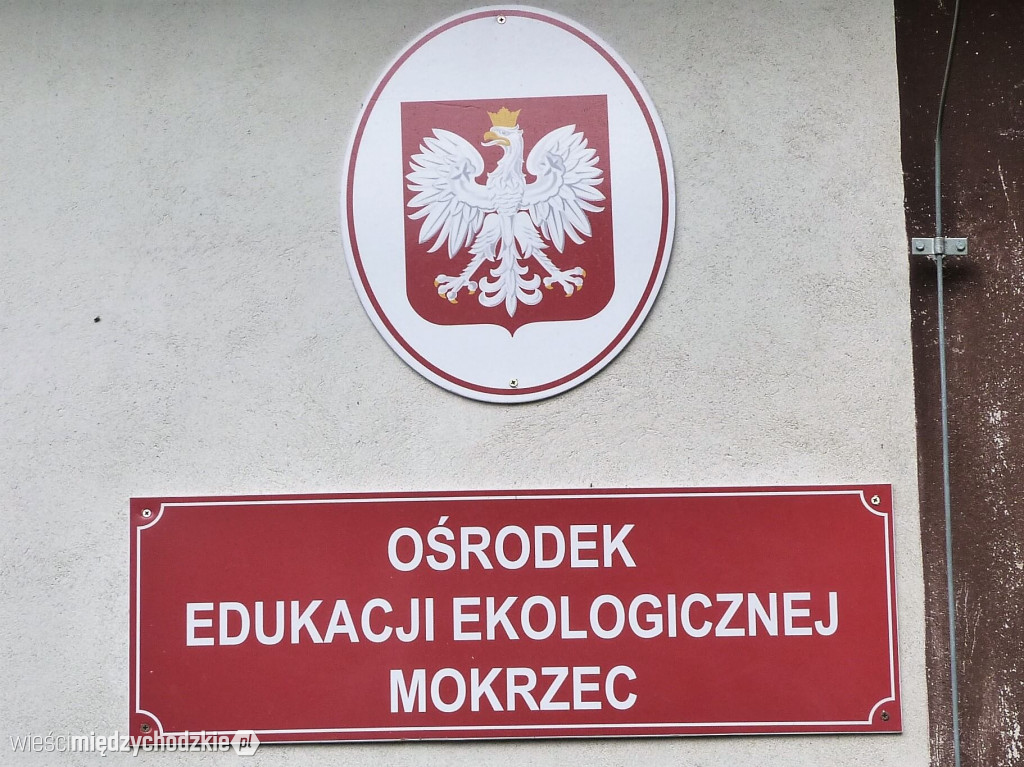 OŚRODEK
EDUKACJI EKOLOGICZNEJ
MOKRZEC
wieścimiędzychodzkie.pl